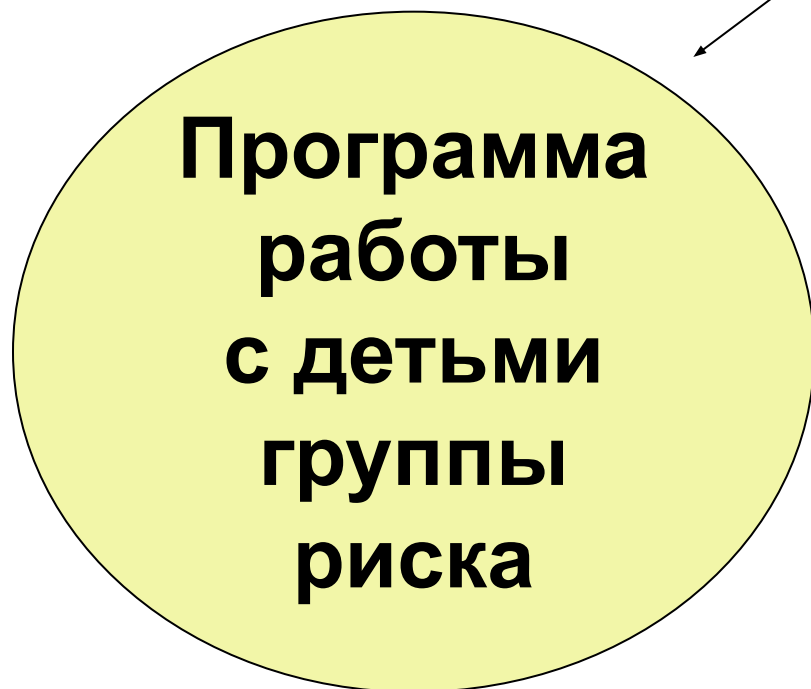 Программа
работы
с детьми
группы
риска